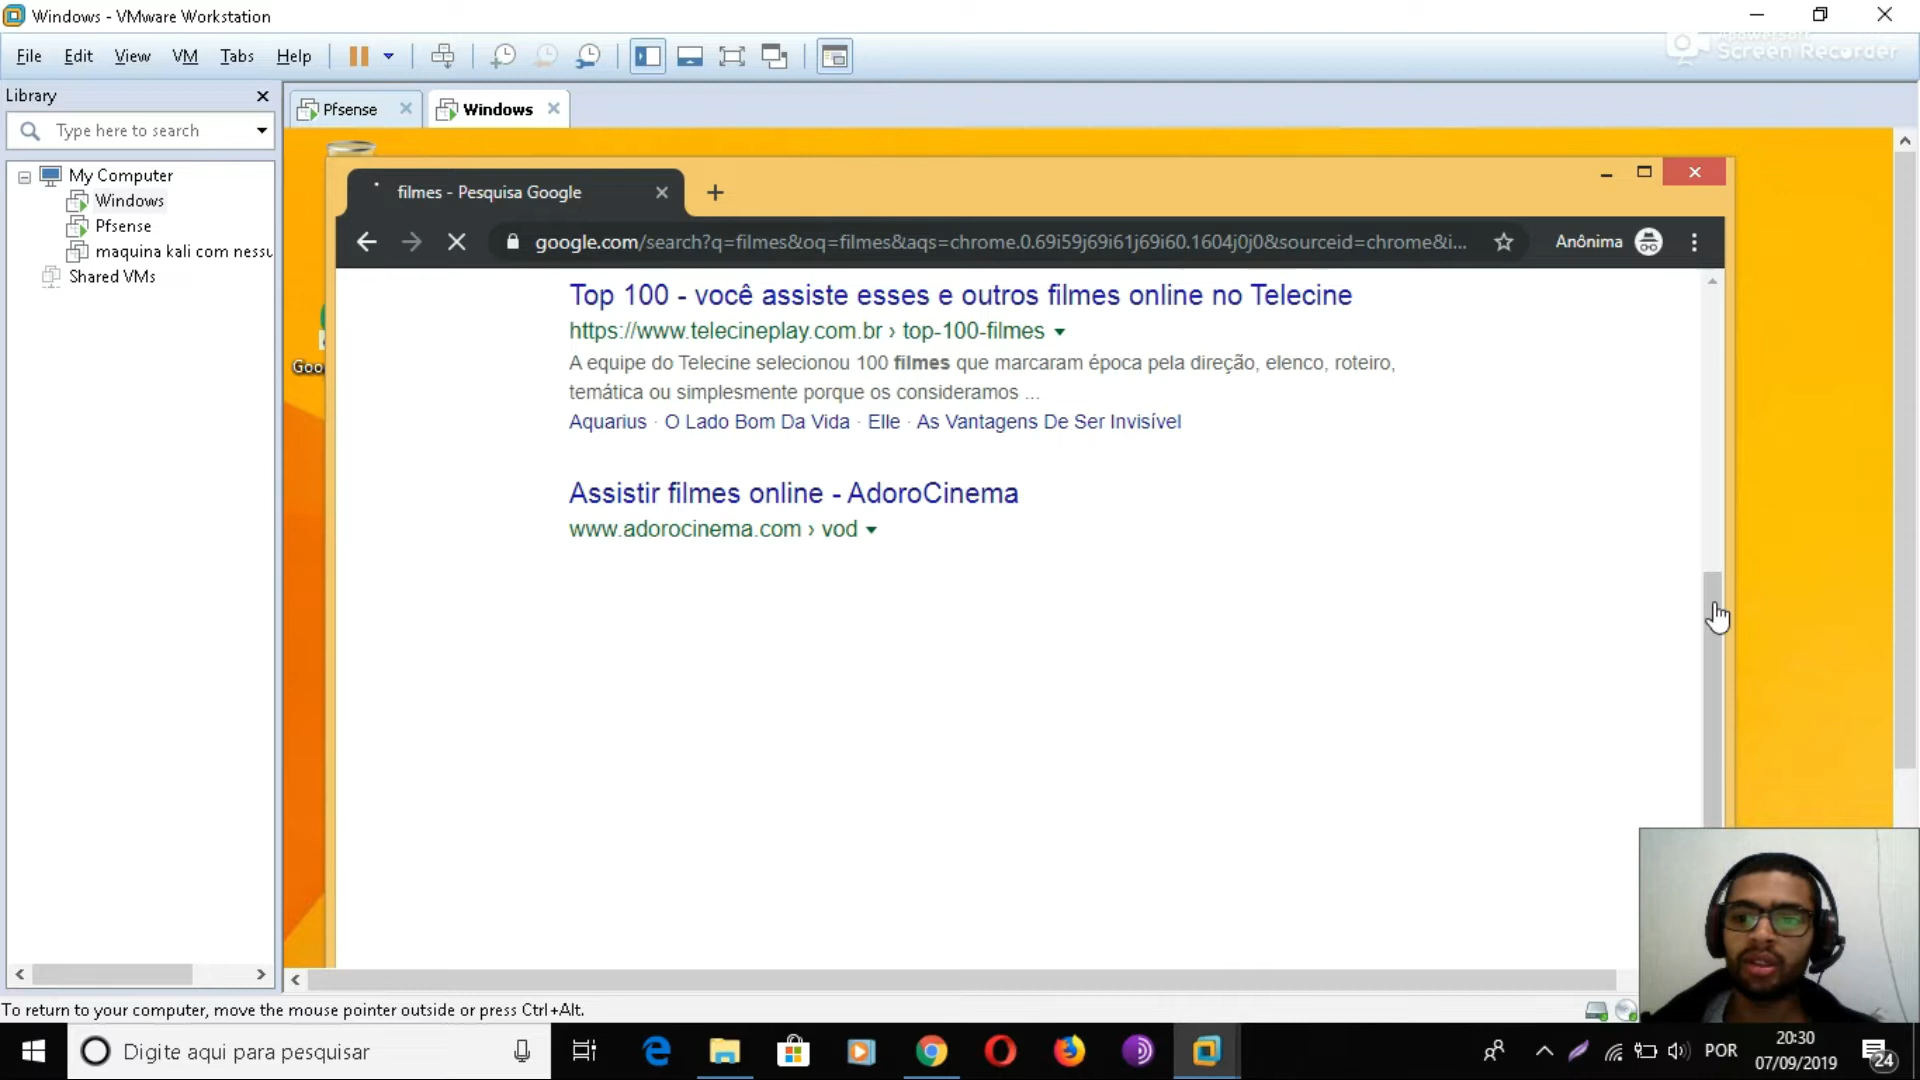 Windows - VMware Workstation
File Edit View VM Tabs Help
Apowersoft
Screen Recorder
Library
Type here to search
My Computer
Windows
Pfsense
maquina kali com nessu
Shared VMs
Pfsense
Windows
Goo
filmes - Pesquisa Google
google.com/search?q=filmes&oq=filmes&aqs=chrome.0.69i59j69i61j69i60.1604j0j0&sourceid=chrome&i...
Anônima
Top 100 - você assiste esses e outros filmes online no Telecine
https://www.telecineplay.com.br › top-100-filmes
A equipe do Telecine selecionou 100 filmes que marcaram época pela direção, elenco, roteiro,
temática ou simplesmente porque os consideramos ...
Aquarius · O Lado Bom Da Vida · Elle · As Vantagens De Ser Invisível
Assistir filmes online - AdoroCinema
www.adorocinema.com › vod
To return to your computer, move the mouse pointer outside or press Ctrl+Alt.
Digite aqui para pesquisar
POR
20:30
07/09/2019
24